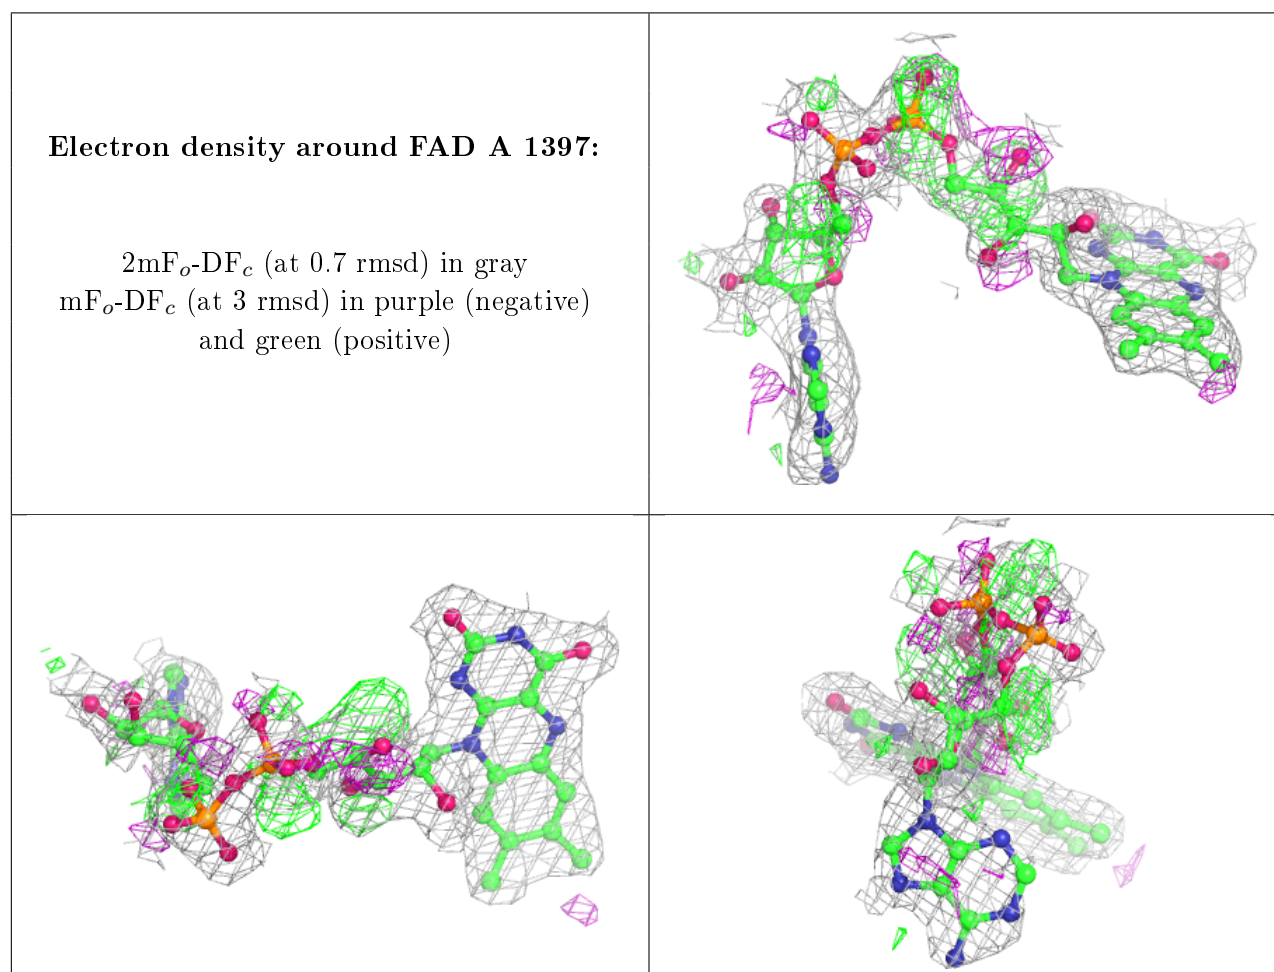 Electron density around FAD A 1397:
2mFo-DFc (at 0.7 rmsd) in gray
mFo-DFc (at 3 rmsd) in purple (negative)
and green (positive)